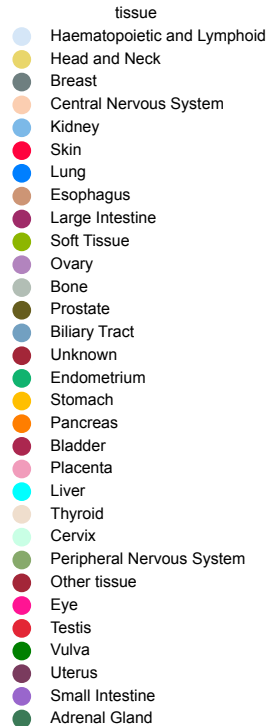 tissue
Haematopoietic and Lymphoid
Head and Neck
Breast
Central Nervous System
Kidney
Skin
Lung
Esophagus
Large Intestine
Soft Tissue
Ovary
Bone
Prostate
Biliary Tract
Unknown
Endometrium
Stomach
Pancreas
Bladder
Placenta
Liver
Thyroid
Cervix
Peripheral Nervous System
Other tissue
Eye
Testis
Vulva
Uterus
Small Intestine
Adrenal Gland